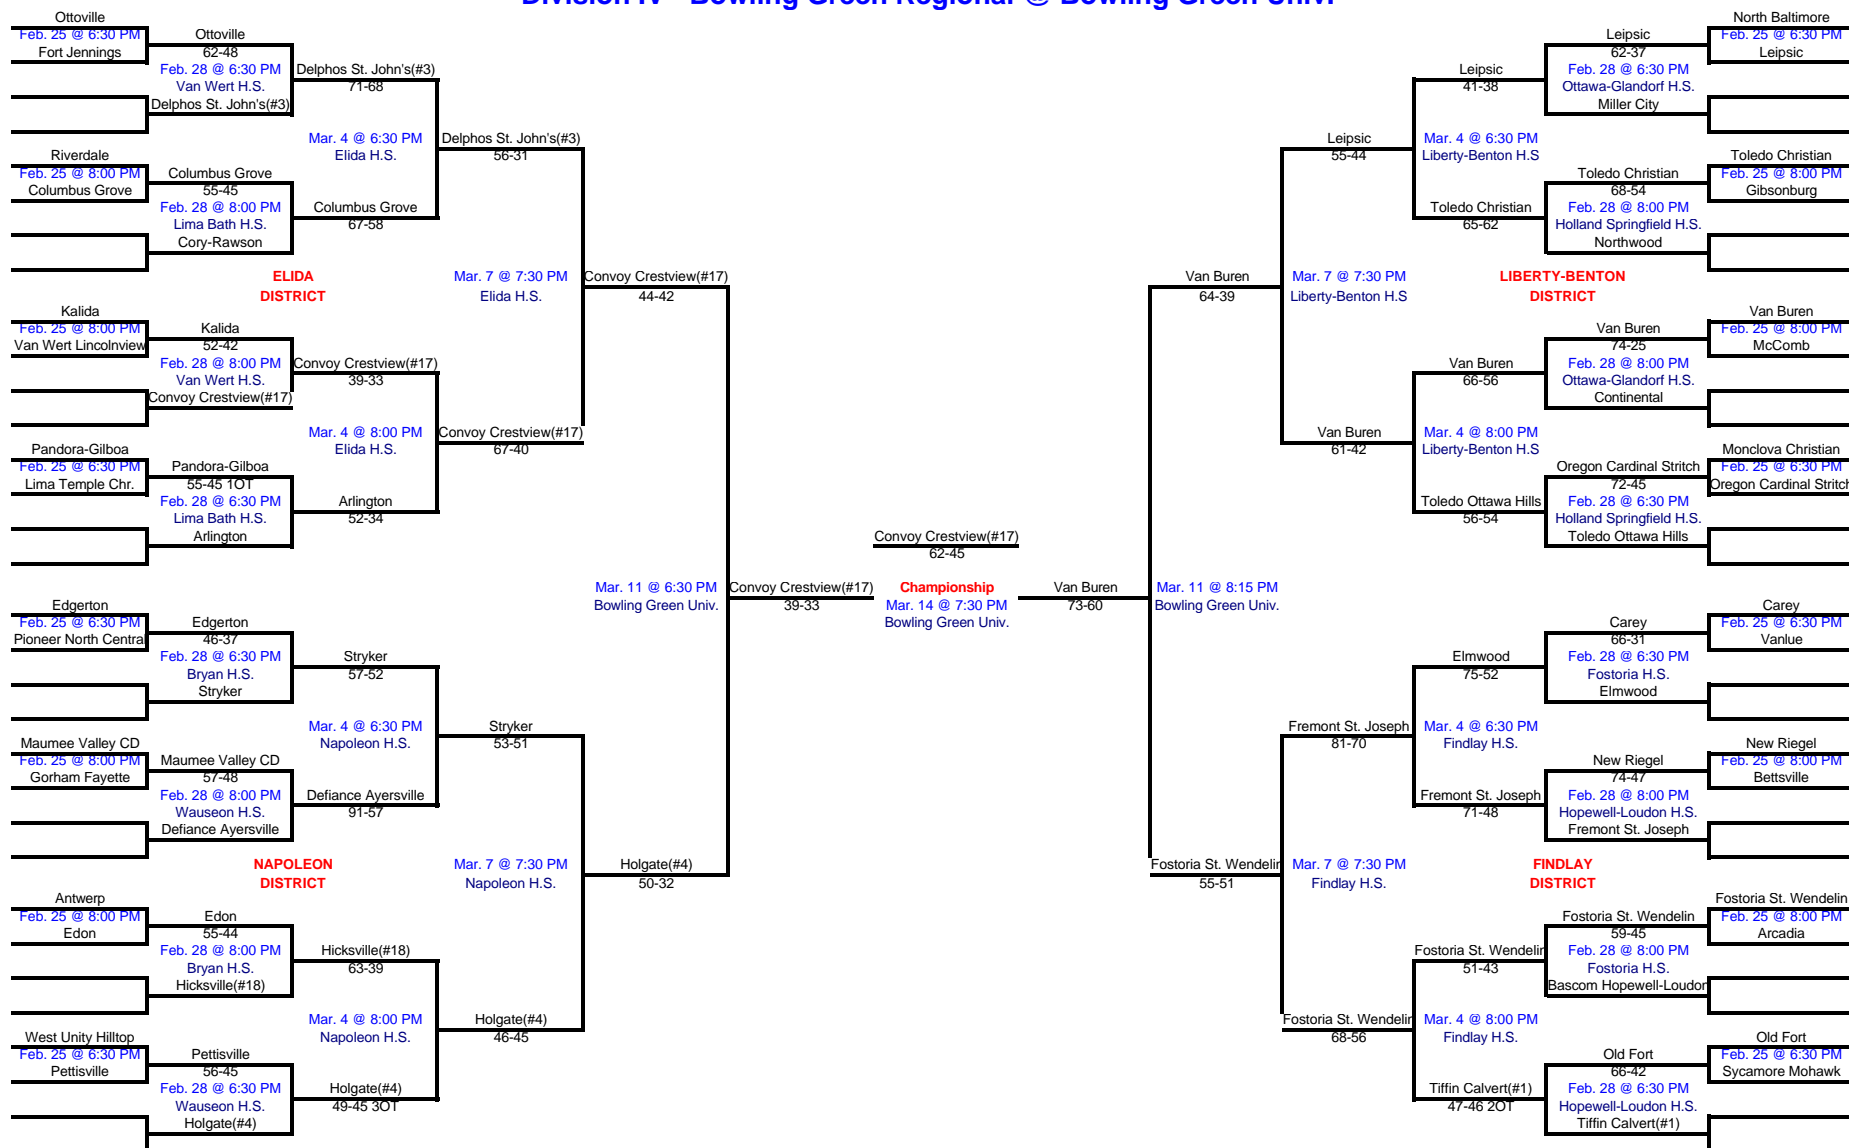 Division IV - Bowling Green Regional @ Bowling Green Univ.
Ottoville
Feb. 25 @ 6:30 PM
Fort Jennings
Ottoville
62-48
Feb. 28 @ 6:30 PM
Van Wert H.S.
Delphos St. John's(#3)
Delphos St. John's(#3)
71-68
Mar. 4 @ 6:30 PM
Elida H.S.
Delphos St. John's(#3)
56-31
Riverdale
Feb. 25 @ 8:00 PM
Columbus Grove
Columbus Grove
55-45
Feb. 28 @ 8:00 PM
Lima Bath H.S.
Cory-Rawson
Columbus Grove
67-58
ELIDA
DISTRICT
Mar. 7 @ 7:30 PM
Elida H.S.
Convoy Crestview(#17)
44-42
Kalida
Feb. 25 @ 8:00 PM
Van Wert Lincolnview
Kalida
52-42
Feb. 28 @ 8:00 PM
Van Wert H.S.
Convoy Crestview(#17)
Convoy Crestview(#17)
39-33
Mar. 4 @ 8:00 PM
Elida H.S.
Convoy Crestview(#17)
67-40
Pandora-Gilboa
Feb. 25 @ 6:30 PM
Lima Temple Chr.
Pandora-Gilboa
55-45 1OT
Feb. 28 @ 6:30 PM
Lima Bath H.S.
Arlington
Arlington
52-34
Mar. 11 @ 6:30 PM
Bowling Green Univ.
Convoy Crestview(#17)
39-33
Edgerton
Feb. 25 @ 6:30 PM
Pioneer North Central
Edgerton
46-37
Feb. 28 @ 6:30 PM
Bryan H.S.
Stryker
Stryker
57-52
Mar. 4 @ 6:30 PM
Napoleon H.S.
Stryker
53-51
Maumee Valley CD
Feb. 25 @ 8:00 PM
Gorham Fayette
Maumee Valley CD
57-48
Feb. 28 @ 8:00 PM
Wauseon H.S.
Defiance Ayersville
Defiance Ayersville
91-57
NAPOLEON
DISTRICT
Mar. 7 @ 7:30 PM
Napoleon H.S.
Holgate(#4)
50-32
Antwerp
Feb. 25 @ 8:00 PM
Edon
Edon
55-44
Feb. 28 @ 8:00 PM
Bryan H.S.
Hicksville(#18)
Hicksville(#18)
63-39
Mar. 4 @ 8:00 PM
Napoleon H.S.
Holgate(#4)
46-45
West Unity Hilltop
Feb. 25 @ 6:30 PM
Pettisville
Pettisville
56-45
Feb. 28 @ 6:30 PM
Wauseon H.S.
Holgate(#4)
Holgate(#4)
49-45 3OT
Convoy Crestview(#17)
62-45
Championship
Mar. 14 @ 7:30 PM
Bowling Green Univ.
Van Buren
73-60
Mar. 11 @ 8:15 PM
Bowling Green Univ.
North Baltimore
Feb. 25 @ 6:30 PM
Leipsic
Leipsic
62-37
Feb. 28 @ 6:30 PM
Ottawa-Glandorf H.S.
Miller City
Leipsic
41-38
Mar. 4 @ 6:30 PM
Liberty-Benton H.S
Leipsic
55-44
Toledo Christian
Feb. 25 @ 8:00 PM
Gibsonburg
Toledo Christian
68-54
Feb. 28 @ 8:00 PM
Holland Springfield H.S.
Northwood
Toledo Christian
65-62
LIBERTY-BENTON
DISTRICT
Mar. 7 @ 7:30 PM
Liberty-Benton H.S
Van Buren
64-39
Van Buren
Feb. 25 @ 8:00 PM
McComb
Van Buren
74-25
Feb. 28 @ 8:00 PM
Ottawa-Glandorf H.S.
Continental
Van Buren
66-56
Mar. 4 @ 8:00 PM
Liberty-Benton H.S
Van Buren
61-42
Monclova Christian
Feb. 25 @ 6:30 PM
Oregon Cardinal Stritch
Oregon Cardinal Stritch
72-45
Feb. 28 @ 6:30 PM
Holland Springfield H.S.
Toledo Ottawa Hills
Toledo Ottawa Hills
56-54
Carey
Feb. 25 @ 6:30 PM
Vanlue
Carey
66-31
Feb. 28 @ 6:30 PM
Fostoria H.S.
Elmwood
Elmwood
75-52
Mar. 4 @ 6:30 PM
Findlay H.S.
Fremont St. Joseph
81-70
New Riegel
Feb. 25 @ 8:00 PM
Bettsville
New Riegel
74-47
Feb. 28 @ 8:00 PM
Hopewell-Loudon H.S.
Fremont St. Joseph
Fremont St. Joseph
71-48
FINDLAY
DISTRICT
Mar. 7 @ 7:30 PM
Findlay H.S.
Fostoria St. Wendelin
55-51
Fostoria St. Wendelin
Feb. 25 @ 8:00 PM
Arcadia
Fostoria St. Wendelin
59-45
Feb. 28 @ 8:00 PM
Fostoria H.S.
Bascom Hopewell-Loudon
Fostoria St. Wendelin
51-43
Mar. 4 @ 8:00 PM
Findlay H.S.
Fostoria St. Wendelin
68-56
Old Fort
Feb. 25 @ 6:30 PM
Sycamore Mohawk
Old Fort
66-42
Feb. 28 @ 6:30 PM
Hopewell-Loudon H.S.
Tiffin Calvert(#1)
Tiffin Calvert(#1)
47-46 2OT